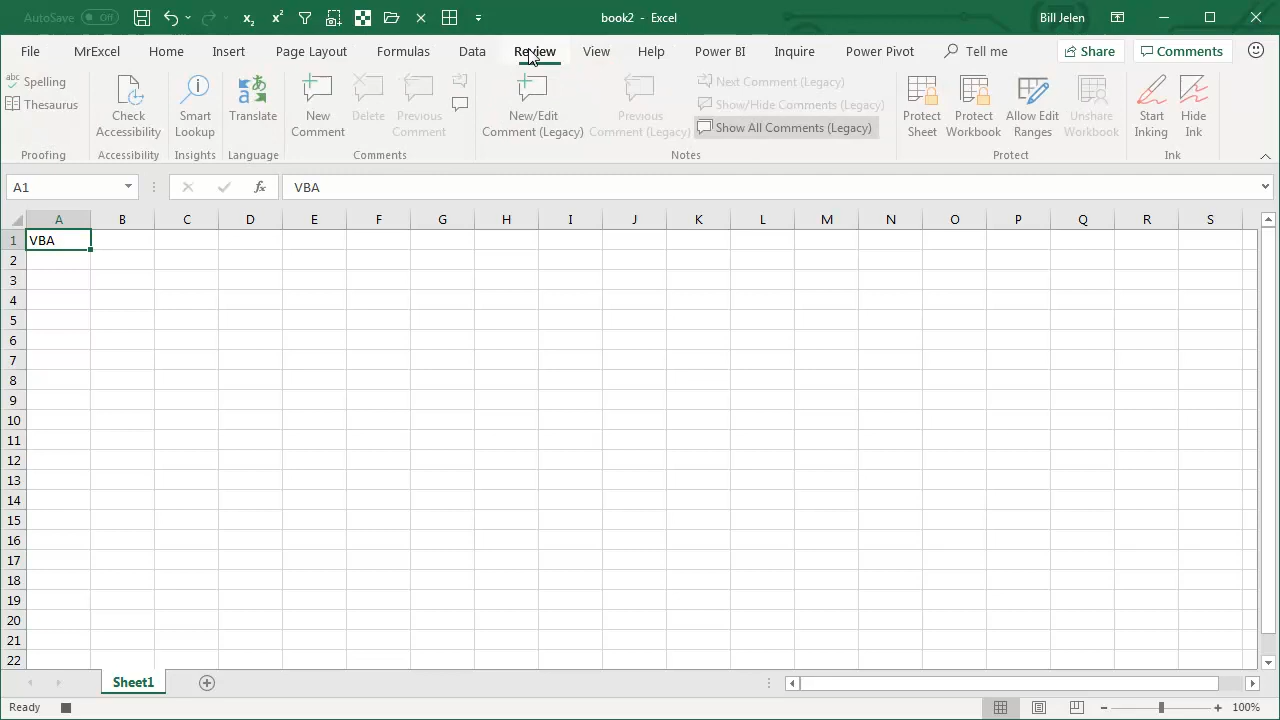 AutoSave Off
x₂ x²
book2 - Excel
Bill Jelen
File MrExcel Home Insert Page Layout Formulas Data Review View Help Power BI Inquire Power Pivot Tell me Share Comments
abc Spelling
Thesaurus
Proofing
Check
Accessibility
Accessibility
Smart
Lookup
Insights
Translate
Language
New
Comment
Delete
Previous
Comment
Comments
New/Edit
Comment (Legacy)
Previous
Comment (Legacy)
Next Comment (Legacy)
Show/Hide Comments (Legacy)
Show All Comments (Legacy)
Notes
Protect
Sheet
Protect
Workbook
Allow Edit
Ranges
Unshare
Workbook
Protect
Start
Inking
Hide
Ink
Ink
A1 fx VBA
A B C D E F G H I J K L M N O P Q R S
1 VBA
2
3
4
5
6
7
8
9
10
11
12
13
14
15
16
17
18
19
20
21
22
Sheet1
Ready 100%